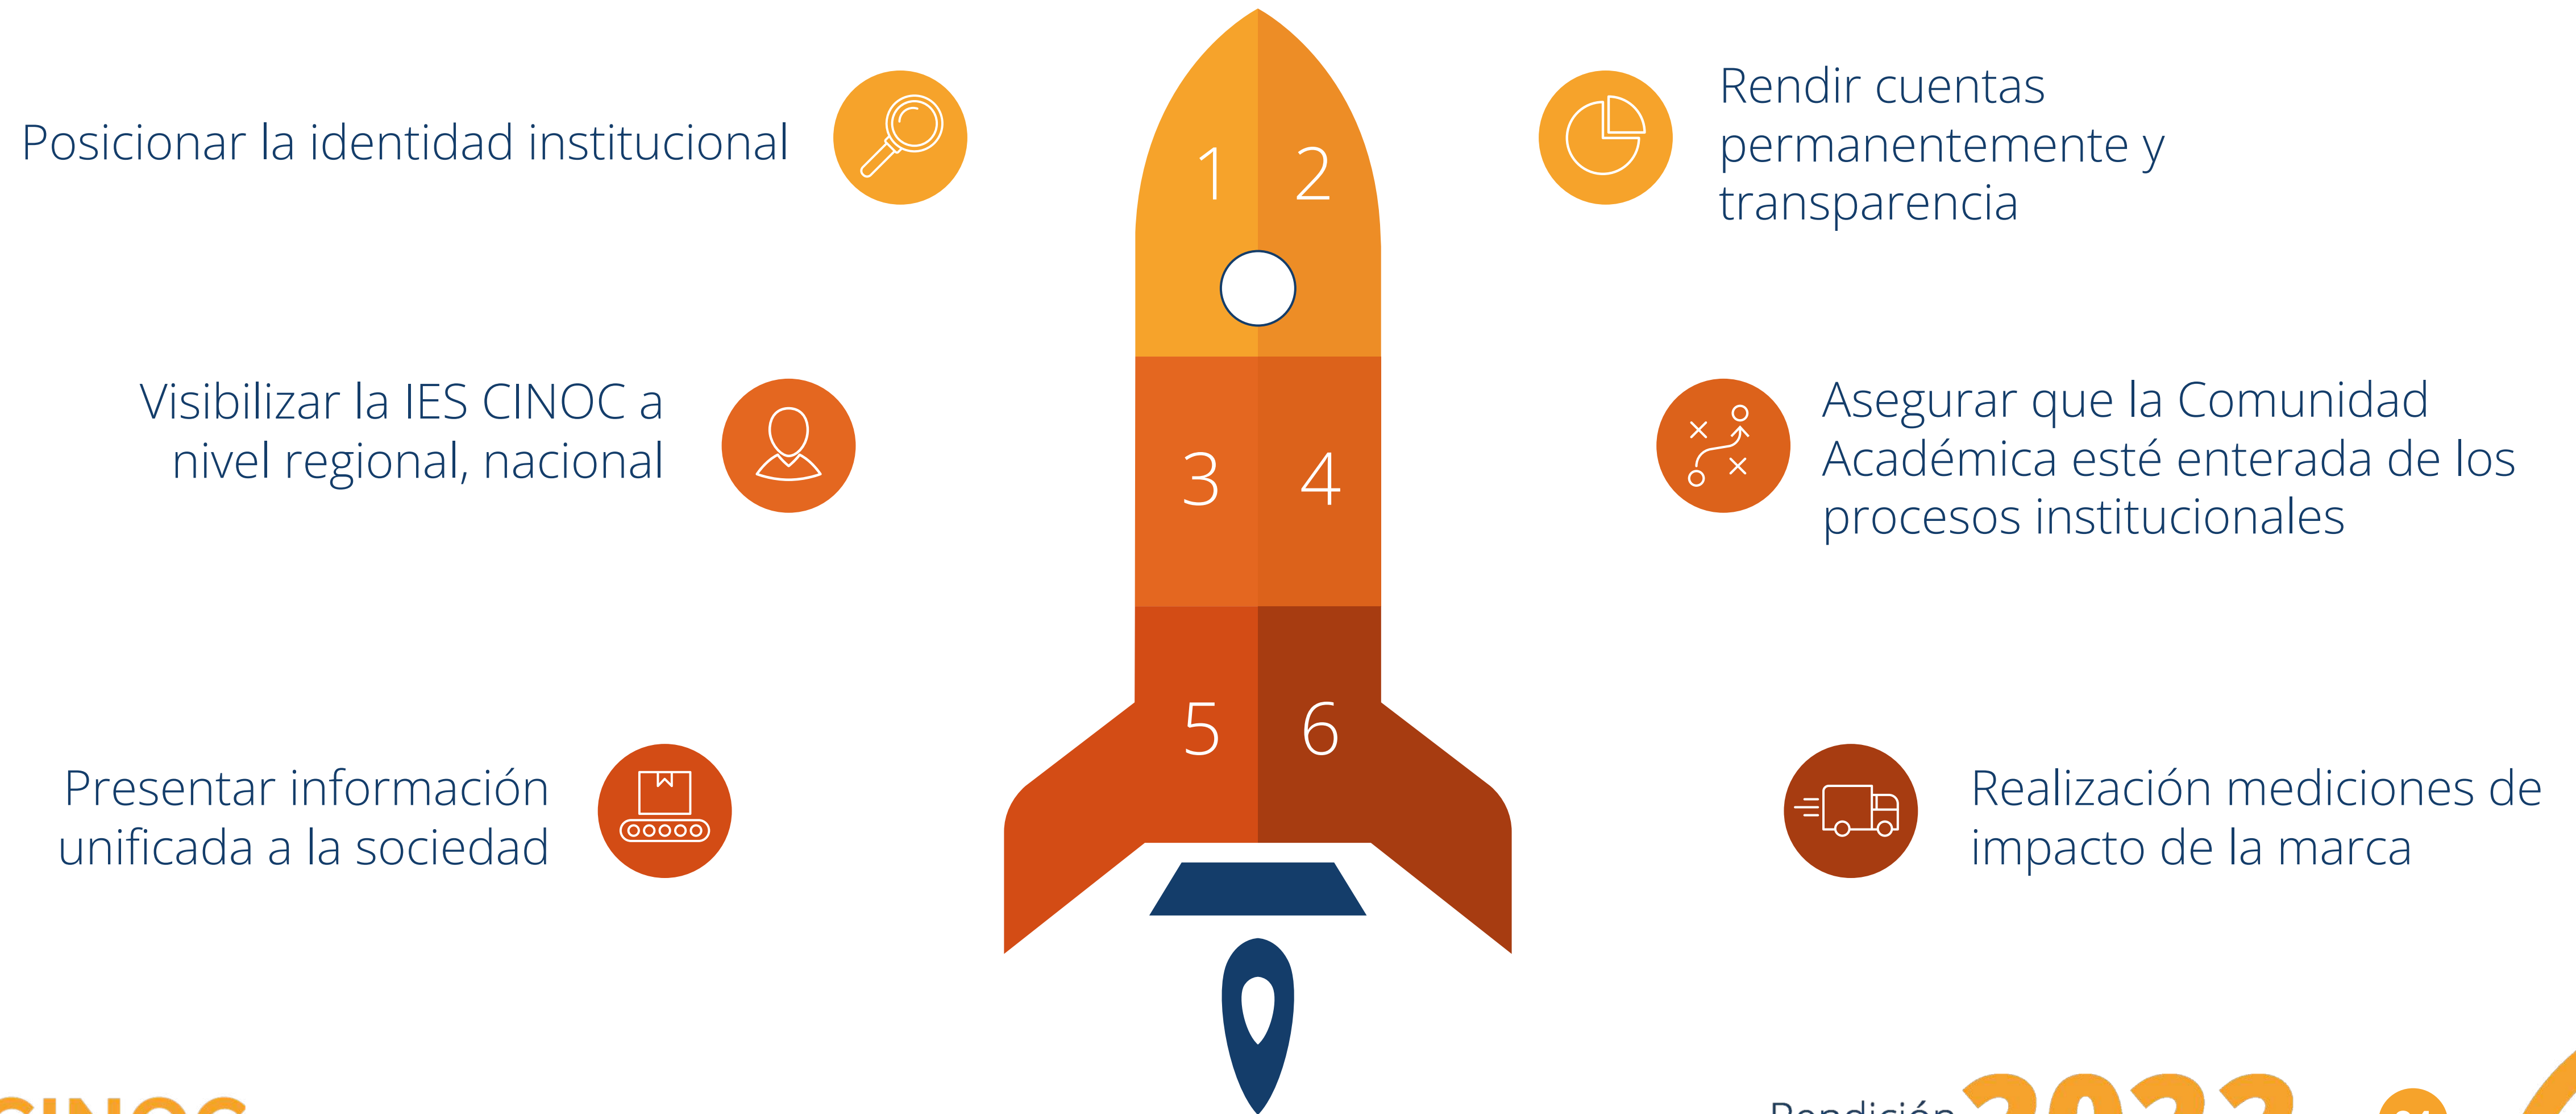 Posicionar la identidad institucional
Rendir cuentas
permanentemente y
transparencia
1 2
Visibilizar la IES CINOC a
nivel regional, nacional
Asegurar que la Comunidad
Académica esté enterada de los
procesos institucionales
3 4
Presentar información
unificada a la sociedad
Realización mediciones de
impacto de la marca
5 6
CINOC
Rendición